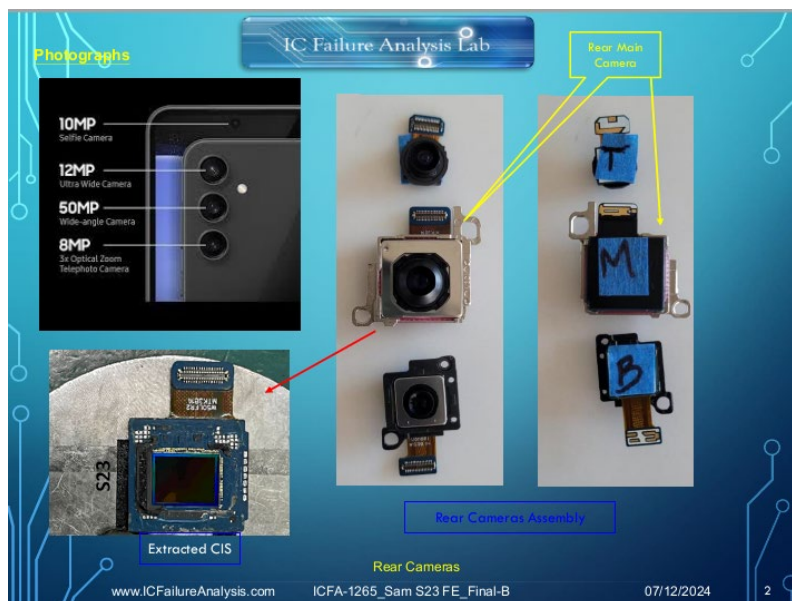 IC Failure Analysis Lab
Photographs
Rear Main
Camera
10MP
Selfie Camera
12MP
Ultra Wide Camera
50MP
Wide-angle Camera
8MP
3x Optical Zoom
Telephoto Camera
T
M
B
S23
Extracted CIS
Rear Cameras Assembly
Rear Cameras
www.ICFailureAnalysis.com
ICFA-1265_Sam S23 FE_Final-B
07/12/2024
2